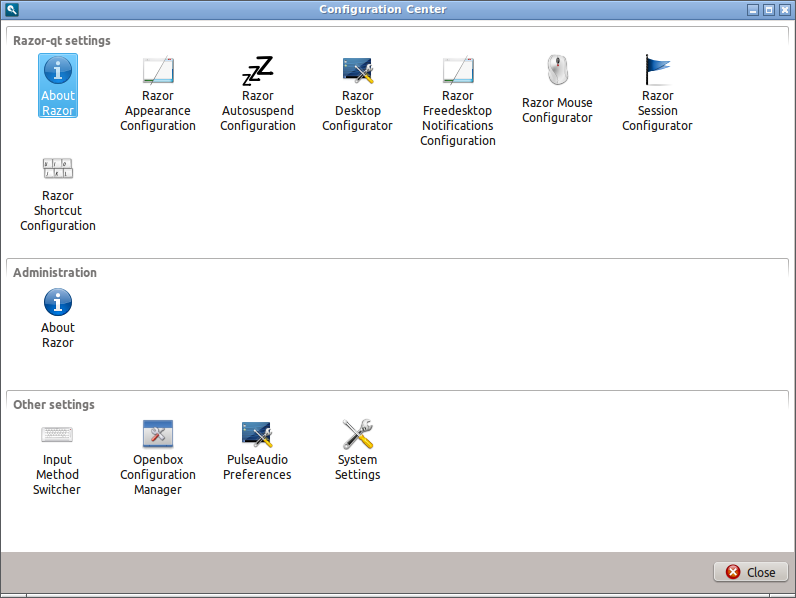 Configuration Center
Razor-qt settings
About
Razor
Razor
Appearance
Configuration
Razor
Autosuspend
Configuration
Razor
Desktop
Configurator
Razor
Freedesktop
Notifications
Configuration
Razor Mouse
Configurator
Razor
Session
Configurator
Razor
Shortcut
Configuration
Administration
About
Razor
Other settings
Input
Method
Switcher
Openbox
Configuration
Manager
PulseAudio
Preferences
System
Settings
Close